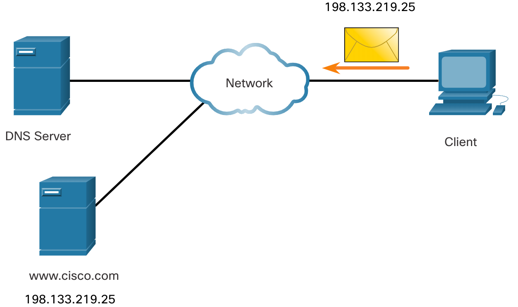 198.133.219.25
Network
DNS Server
Client
www.cisco.com
198.133.219.25